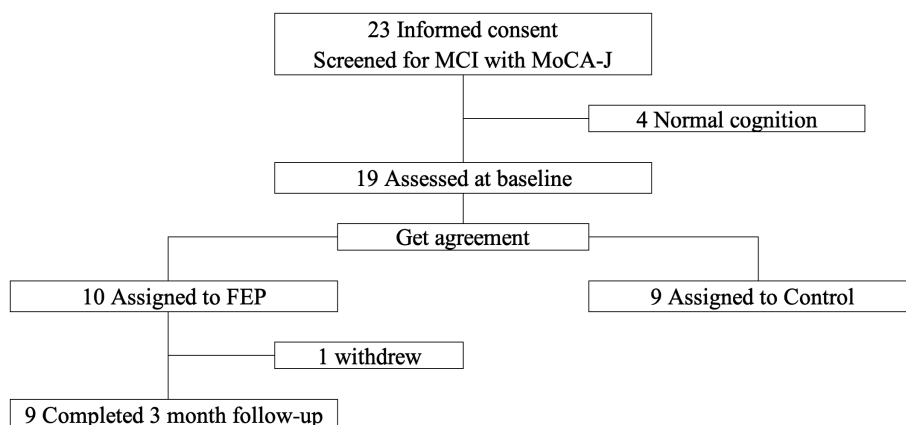 23 Informed consent
Screened for MCI with MoCA-J
4 Normal cognition
19 Assessed at baseline
Get agreement
10 Assigned to FEP
9 Assigned to Control
1 withdrew
9 Completed 3 month follow-up